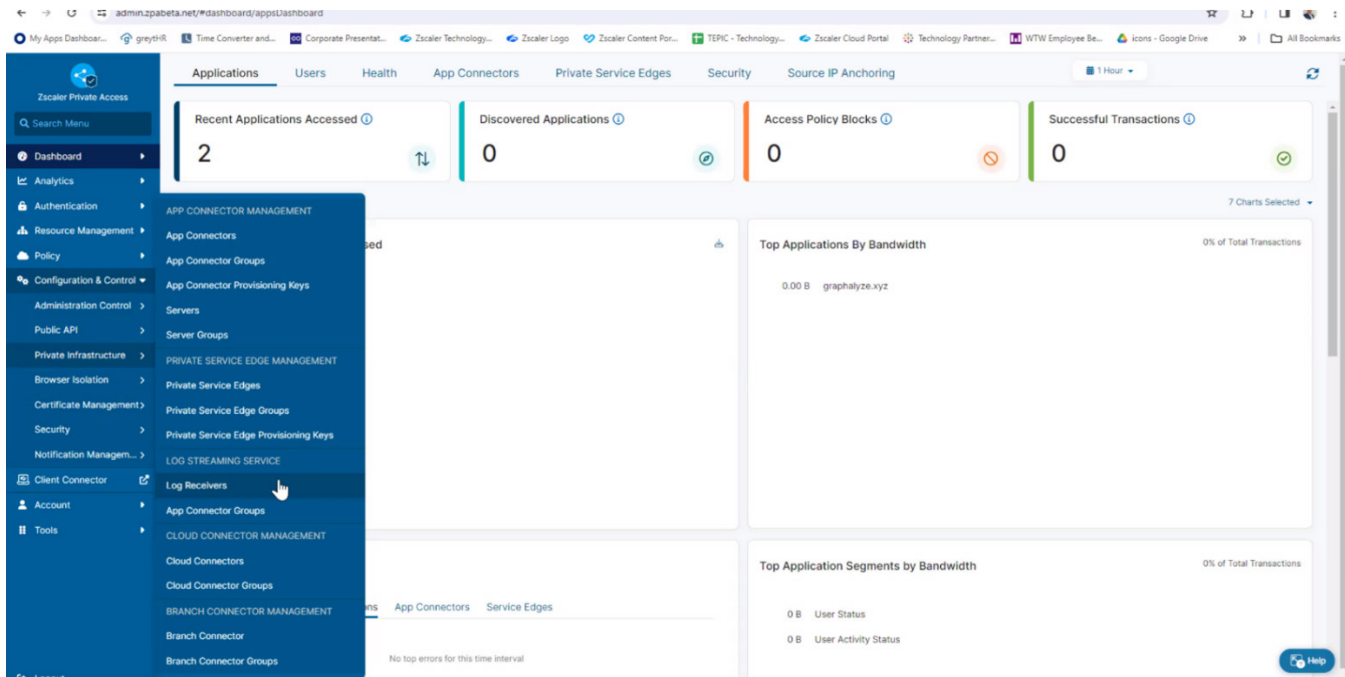 admin.zpabeta.net/#dashboard/appsDashboard
My Apps Dashboar... greytHR Time Converter and... Corporate Presentat... Zscaler Technology... Zscaler Logo Zscaler Content Por... TEPIC - Technology... Zscaler Cloud Portal Technology Partner... WTW Employee Be... icons - Google Drive » All Bookmarks
Zscaler Private Access
Search Menu
Dashboard
Analytics
Authentication
Resource Management
Policy
Configuration & Control
Administration Control
Public API
Private Infrastructure
Browser Isolation
Certificate Management
Security
Notification Managem...
Client Connector
Account
Tools
APP CONNECTOR MANAGEMENT
App Connectors
App Connector Groups
App Connector Provisioning Keys
Servers
Server Groups
PRIVATE SERVICE EDGE MANAGEMENT
Private Service Edges
Private Service Edge Groups
Private Service Edge Provisioning Keys
LOG STREAMING SERVICE
Log Receivers
App Connector Groups
CLOUD CONNECTOR MANAGEMENT
Cloud Connectors
Cloud Connector Groups
BRANCH CONNECTOR MANAGEMENT
Branch Connector
Branch Connector Groups
Applications Users Health App Connectors Private Service Edges Security Source IP Anchoring 1 Hour
Recent Applications Accessed
2
Discovered Applications
0
Access Policy Blocks
0
Successful Transactions
0
7 Charts Selected
sed
Top Applications By Bandwidth 0% of Total Transactions
0.00 B graphalyze.xyz
ns App Connectors Service Edges
No top errors for this time interval
Top Application Segments by Bandwidth 0% of Total Transactions
0 B User Status
0 B User Activity Status
Help